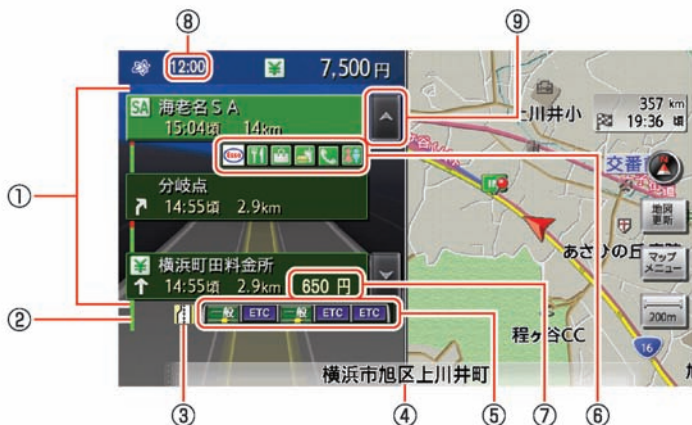 ⑧
⑨
12:00
¥ 7,500円
SA 海老名SA
15:04頃 14km
Esso
分岐点
14:55頃 2.9km
¥ 横浜町田料金所
14:55頃 2.9km 650 円
一般 ETC 一般 ETC ETC
横浜市旭区上川井町
上川井小
357 km
19:36 頃
交番
地図
更新
マップ
メニュー
あさひの丘
程ヶ谷CC
200m
16
①
②
③
④
⑤
⑦
⑥